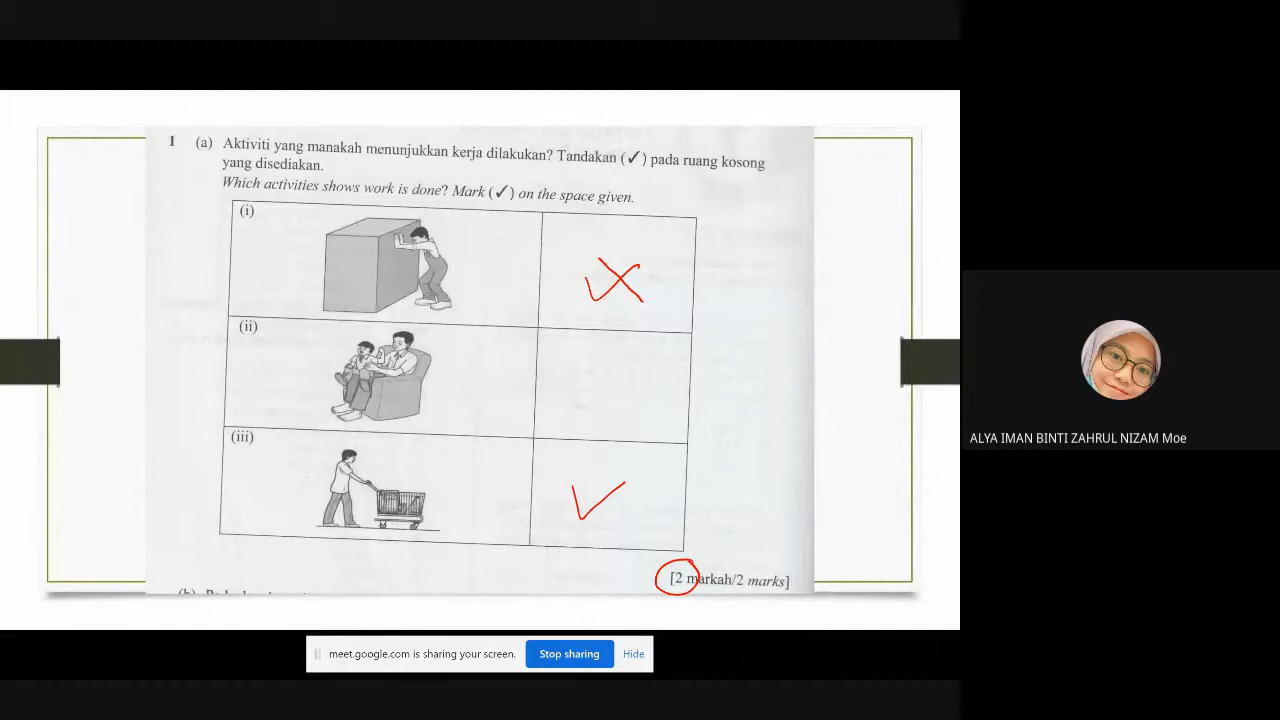 1 (a) Aktiviti yang manakah menunjukkan kerja dilakukan? Tandakan (✓) pada ruang kosong
yang disediakan.
Which activities shows work is done? Mark (✓) on the space given.
(i)
(ii)
(iii)
[2 markah/2 marks]
ALYA IMAN BINTI ZAHRUL NIZAM Moe
meet.google.com is sharing your screen.
Stop sharing
Hide